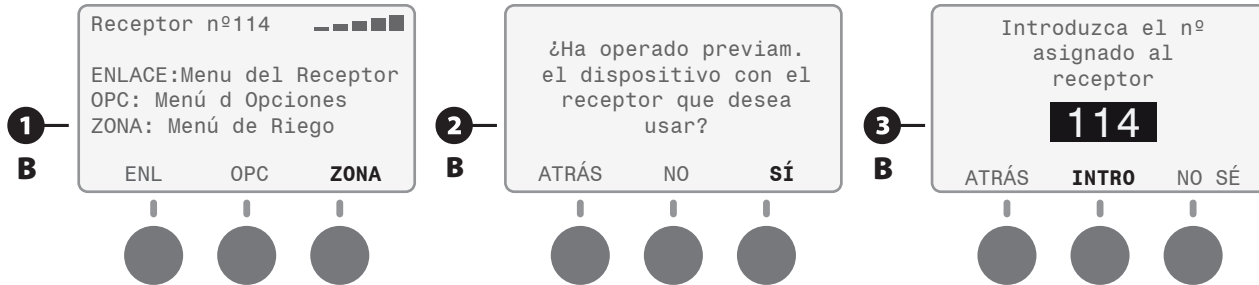 1
B
Receptor nº114
ENLACE:Menu del Receptor
OPC: Menú d Opciones
ZONA: Menú de Riego
ENL OPC ZONA
2
B
¿Ha operado previam.
el dispositivo con el
receptor que desea
usar?
ATRÁS NO SÍ
3
B
Introduzca el nº
asignado al
receptor
114
ATRÁS INTRO NO SÉ